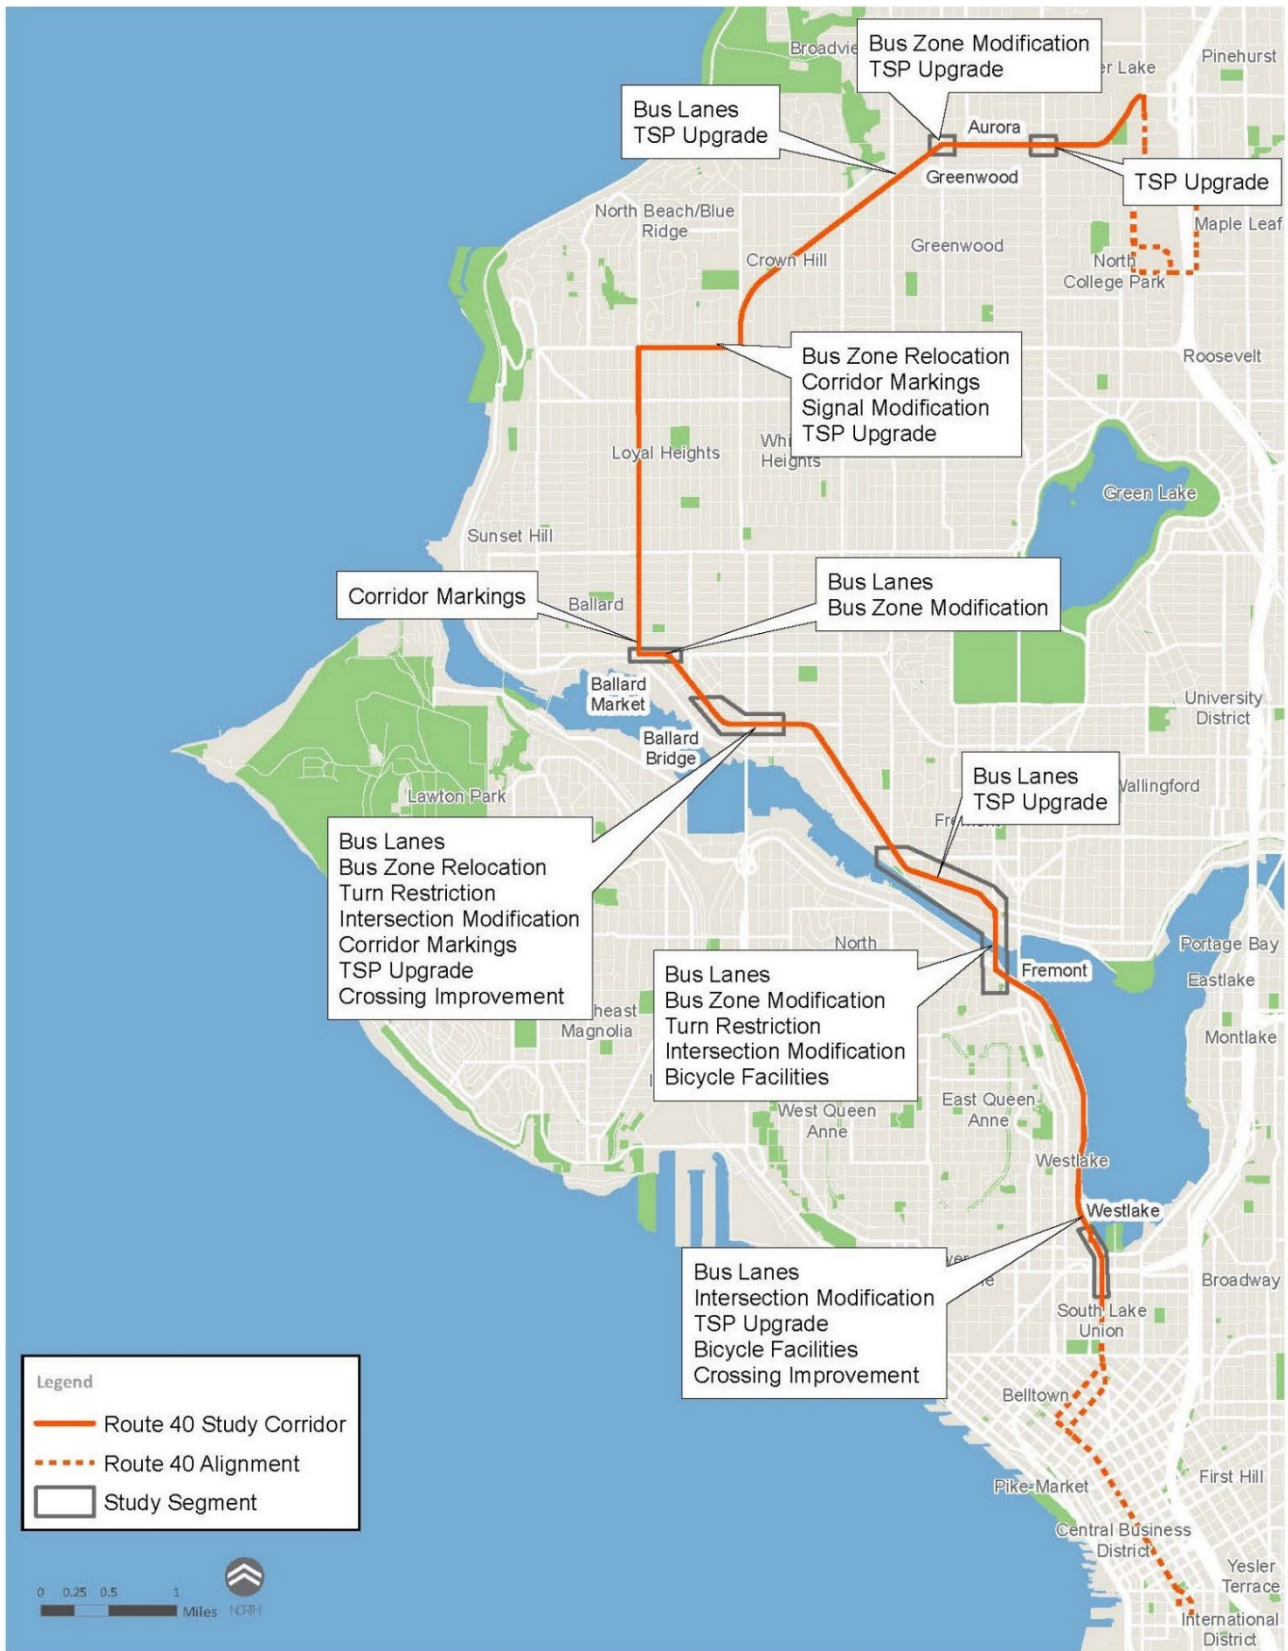 Broadvie
Bus Zone Modification
TSP Upgrade
er Lake
Pinehurst
Bus Lanes
TSP Upgrade
Aurora
Greenwood
TSP Upgrade
North Beach/Blue
Ridge
Maple Leaf
Greenwood
Crown Hill
North
College Park
Bus Zone Relocation
Corridor Markings
Signal Modification
TSP Upgrade
Roosevelt
Loyal Heights
Whi
Heights
Green Lake
Sunset Hill
Corridor Markings
Ballard
Bus Lanes
Bus Zone Modification
Ballard
Market
University
District
Ballard
Bridge
Lawton Park
Bus Lanes
TSP Upgrade
Wallingford
Fremont
Bus Lanes
Bus Zone Relocation
Turn Restriction
Intersection Modification
Corridor Markings
TSP Upgrade
Crossing Improvement
North
Portage Bay
Fremont
Eastlake
Bus Lanes
Bus Zone Modification
Turn Restriction
Intersection Modification
Bicycle Facilities
heast
Magnolia
Montlake
West Queen
Anne
East Queen
Anne
Westlake
Westlake
Bus Lanes
Intersection Modification
TSP Upgrade
Bicycle Facilities
Crossing Improvement
Broadway
South Lake
Union
Belltown
Legend
Route 40 Study Corridor
Route 40 Alignment
Study Segment
First Hill
Pike-Market
Central Business
District
Yesler
Terrace
International
District
0 0.25 0.5 1
Miles
NORTH